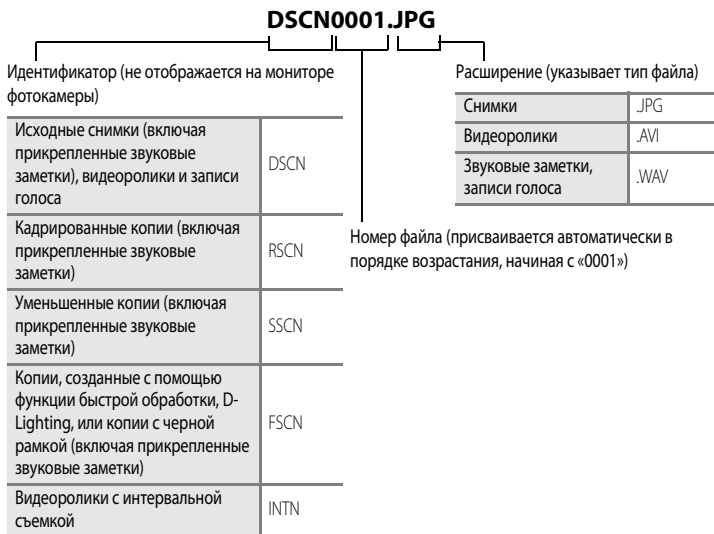 DSCN0001.JPG
Идентификатор (не отображается на мониторе
фотокамеры)
Исходные снимки (включая
прикрепленные звуковые
заметки), видеоролики и записи
голоса
DSCN
Кадрированные копии (включая
прикрепленные звуковые
заметки)
RSCN
Уменьшенные копии (включая
прикрепленные звуковые
заметки)
SSCN
Копии, созданные с помощью
функции быстрой обработки, D-
Lighting, или копии с черной
рамкой (включая прикрепленные
звуковые заметки)
FSCN
Видеоролики с интервальной
съемкой
INTN
Расширение (указывает тип файла)
Снимки .JPG
Видеоролики .AVI
Звуковые заметки,
записи голоса
.WAV
Номер файла (присваивается автоматически в
порядке возрастания, начиная с «0001»)